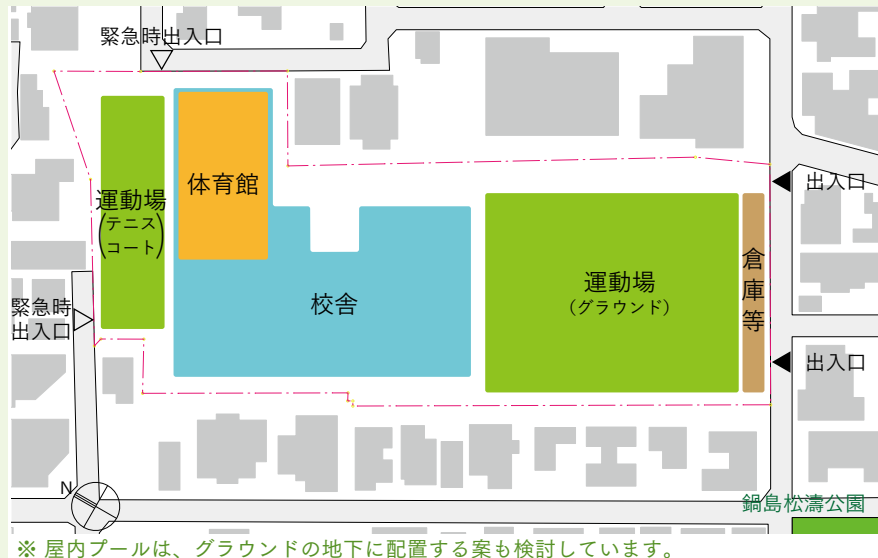 緊急時出入口
体育館
運動場
(テニス
コート)
出入口
倉庫等
運動場
(グラウンド)
校舎
緊急時
出入口
出入口
N
鍋島松濤公園
※ 屋内プールは、グラウンドの地下に配置する案も検討しています。